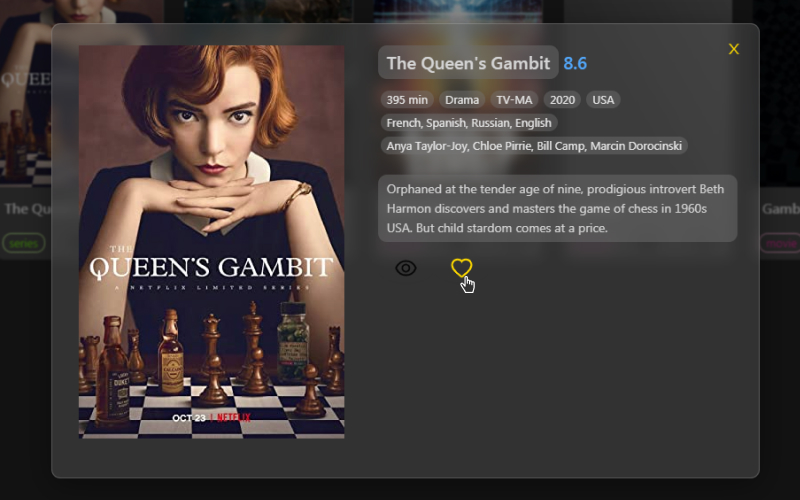 The Queen's Gambit 8.6
X
395 min Drama TV-MA 2020 USA
French, Spanish, Russian, English
Anya Taylor-Joy, Chloe Pirrie, Bill Camp, Marcin Dorocinski
Orphaned at the tender age of nine, prodigious introvert Beth
Harmon discovers and masters the game of chess in 1960s
USA. But child stardom comes at a price.
THE
QUEEN'S GAMBIT
A NETFLIX LIMITED SERIES
OCT 23 | NETFLIX
The Qu
series
Gamb
movie